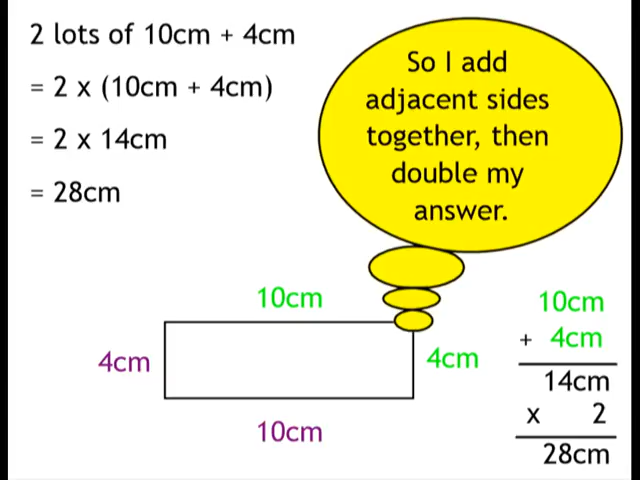 2 lots of 10cm + 4cm
= 2 x (10cm + 4cm)
= 2 x 14cm
= 28cm
So I add
adjacent sides
together, then
double my
answer.
10cm
4cm
4cm
10cm
10cm
+ 4cm
14cm
x 2
28cm